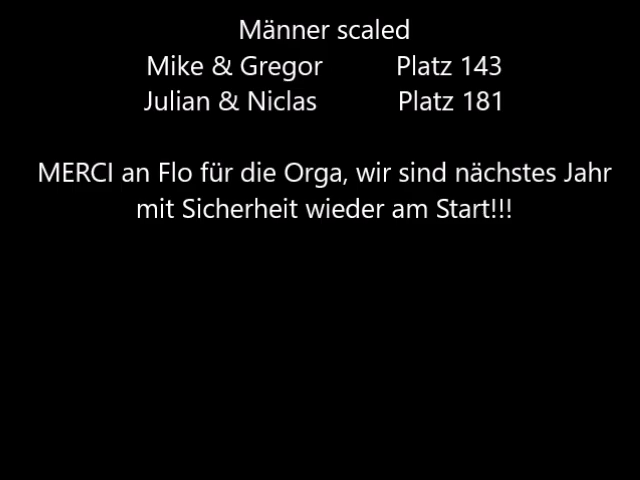 Männer scaled
Mike & Gregor Platz 143
Julian & Niclas Platz 181
MERCI an Flo für die Orga, wir sind nächstes Jahr
mit Sicherheit wieder am Start!!!